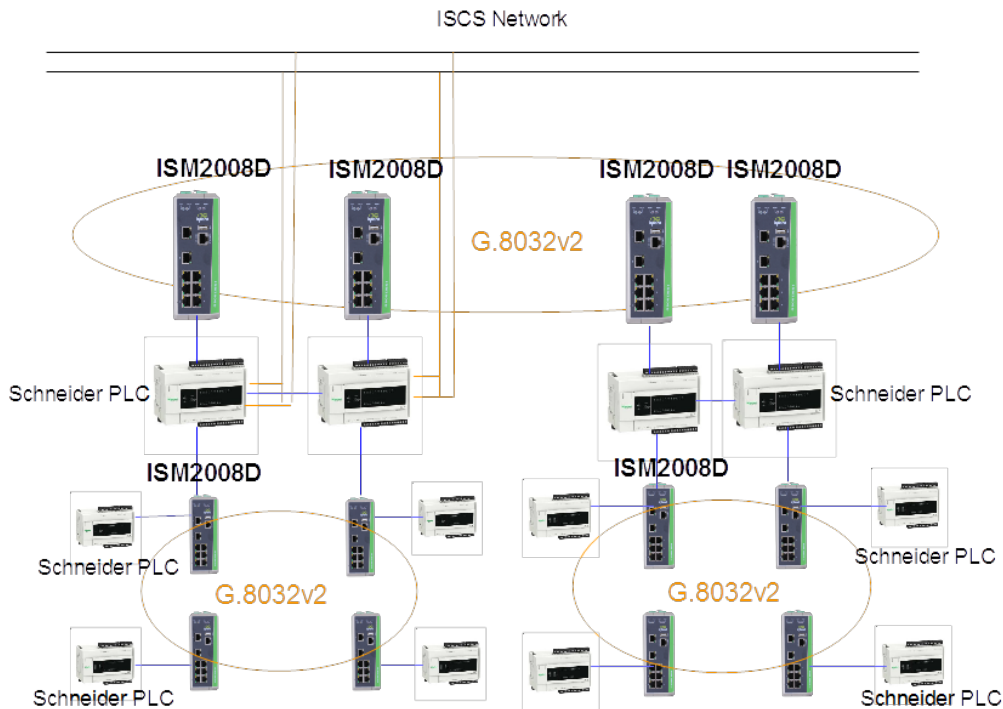 ISCS Network
ISM2008D
ISM2008D
ISM2008D
ISM2008D
G.8032v2
Schneider PLC
Schneider PLC
ISM2008D
ISM2008D
Schneider PLC
Schneider PLC
G.8032v2
G.8032v2
Schneider PLC
Schneider PLC